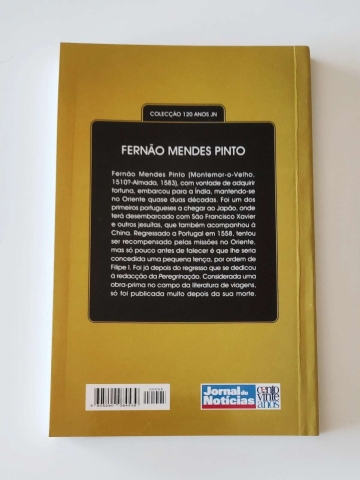 COLECÇÃO 120 ANOS JN
FERNÃO MENDES PINTO
Fernão Mendes Pinto (Montemor-o-Velho,
1510?-Almada, 1583), com vontade de adquirir
fortuna, embarcou para a Índia, mantendo-se
no Oriente quase duas décadas. Foi um dos
primeiros portugueses a chegar ao Japão, onde
terá desembarcado com São Francisco Xavier
e outros jesuítas, que também acompanhou à
China. Regressado a Portugal em 1558, tentou
ser recompensado pelas missões no Oriente,
mas só pouco antes de falecer é que lhe seria
concedida uma pequena tença, por ordem de
Filipe I. Foi já depois do regresso que se dedicou
à redacção da Peregrinação. Considerada uma
obra-prima no campo da literatura de viagens,
só foi publicada muito depois da sua morte.
Jornal de
Notícias
cento
vinte
anos